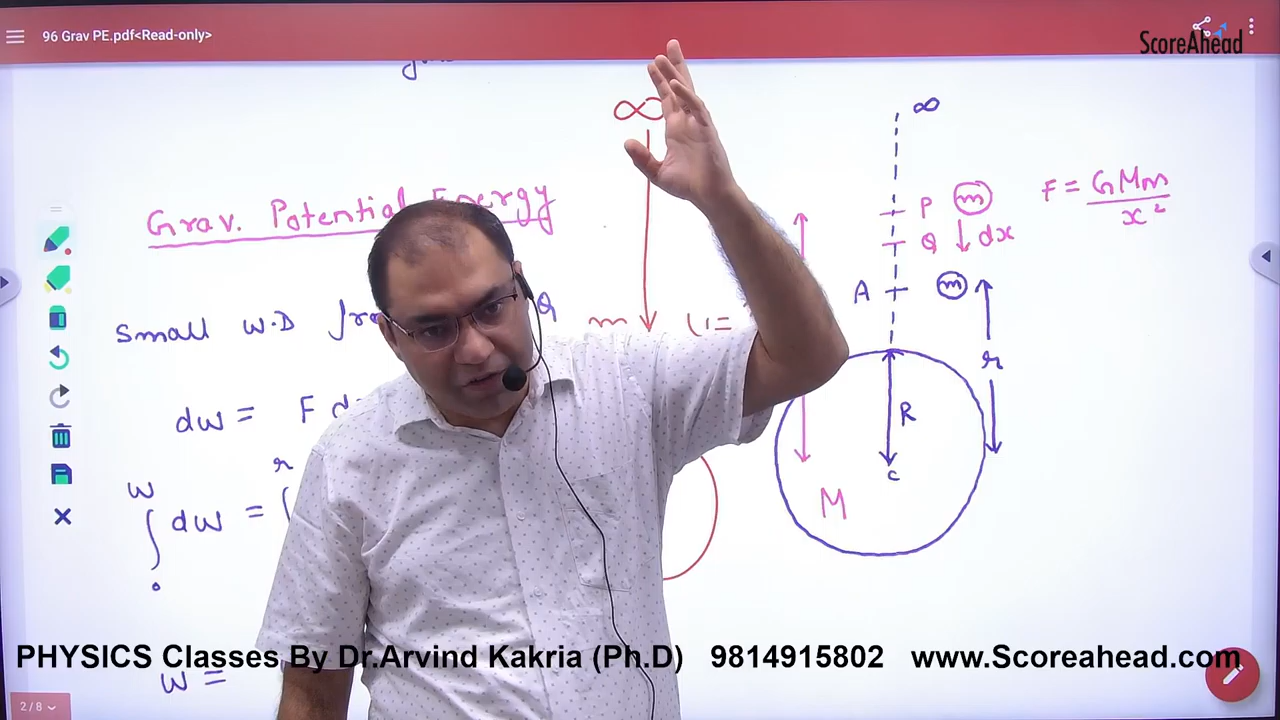 96 Grav PE.pdf<Read-only>
ScoreAhead
∞
∞
Grav. Potential Energy
P m
F = GMm / x²
Q ↓ dx
A m
Small W.D
Q
m
U =
r
R
dw = F
r
c
W
∫ dw = ∫
0
M
W =
PHYSICS Classes By Dr.Arvind Kakria (Ph.D) 9814915802 www.Scoreahead.com
2 / 8